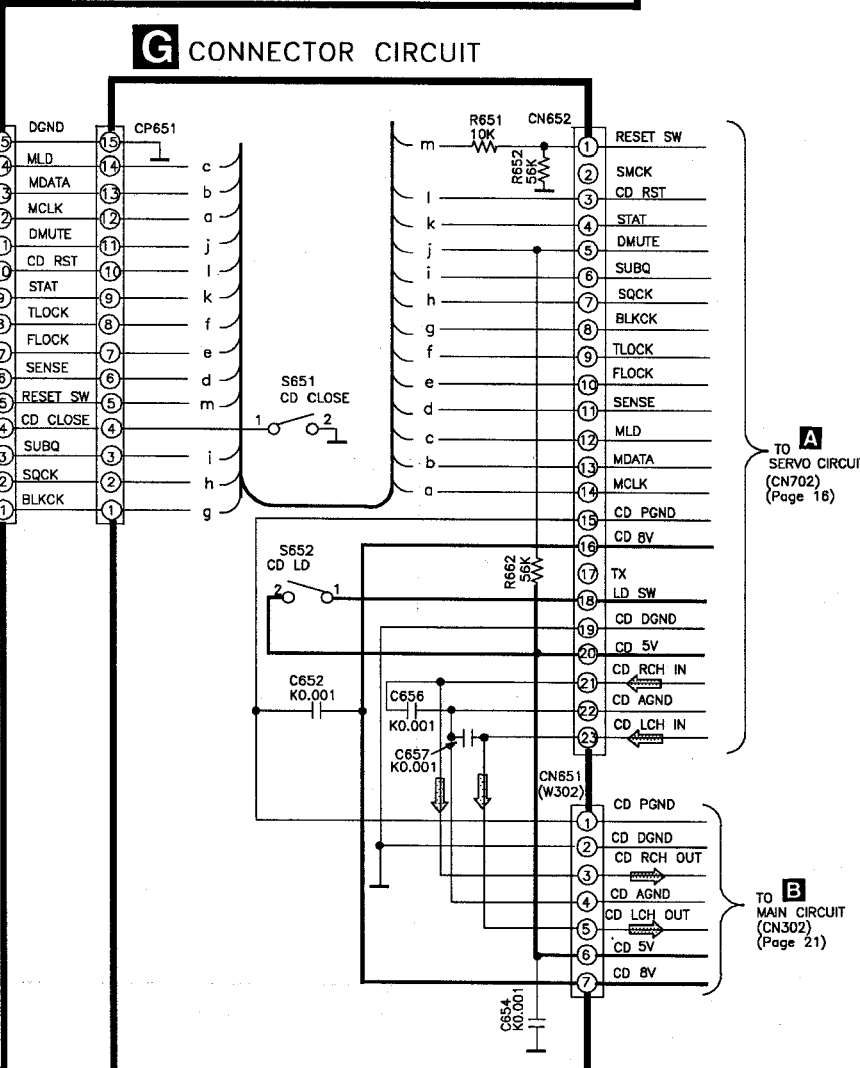 G CONNECTOR CIRCUIT
DGND
MLD
MDATA
MCLK
DMUTE
CD RST
STAT
TLOCK
FLOCK
SENSE
RESET SW
CD CLOSE
SUBQ
SQCK
BLKCK
CP651
15
14
13
12
11
10
9
8
7
6
5
4
3
2
1
c
b
a
j
l
k
f
e
d
m
i
h
g
S651
CD CLOSE
1 2
m
l
k
j
i
h
g
f
e
d
c
b
a
R651
10K
R652
56K
CN652
1 RESET SW
2 SMCK
3 CD RST
4 STAT
5 DMUTE
6 SUBQ
7 SQCK
8 BLKCK
9 TLOCK
10 FLOCK
11 SENSE
12 MLD
13 MDATA
14 MCLK
15 CD PGND
16 CD 8V
17 TX
18 LD SW
19 CD DGND
20 CD 5V
21 CD RCH IN
22 CD AGND
23 CD LCH IN
TO A
SERVO CIRCUIT
(CN702)
(Page 16)
S652
CD LD
2 1
R662
56K
C652
K0.001
C656
K0.001
C657
K0.001
CN651
(W302)
1 CD PGND
2 CD DGND
3 CD RCH OUT
4 CD AGND
5 CD LCH OUT
6 CD 5V
7 CD 8V
TO B
MAIN CIRCUIT
(CN302)
(Page 21)
C654
K0.001